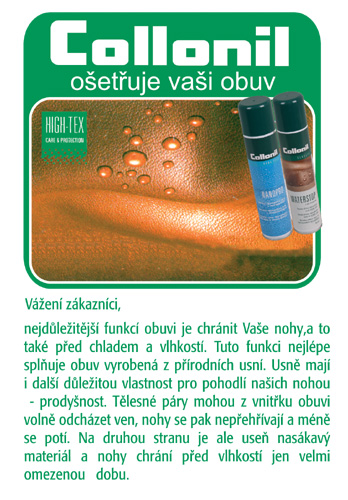 Collonil
ošetřuje vaši obuv
HIGH-TEX
CARE & PROTECTION
Collonil
NANOPRO
Collonil
WATERSTOP
Vážení zákazníci,
nejdůležitější funkcí obuvi je chránit Vaše nohy,a to
také před chladem a vlhkostí. Tuto funkci nejlépe
splňuje obuv vyrobená z přírodních usní. Usně mají
i další důležitou vlastnost pro pohodlí našich nohou
- prodyšnost. Tělesné páry mohou z vnitřku obuvi
volně odcházet ven, nohy se pak nepřehřívají a méně
se potí. Na druhou stranu je ale useň nasákavý
materiál a nohy chrání před vlhkostí jen velmi
omezenou dobu.